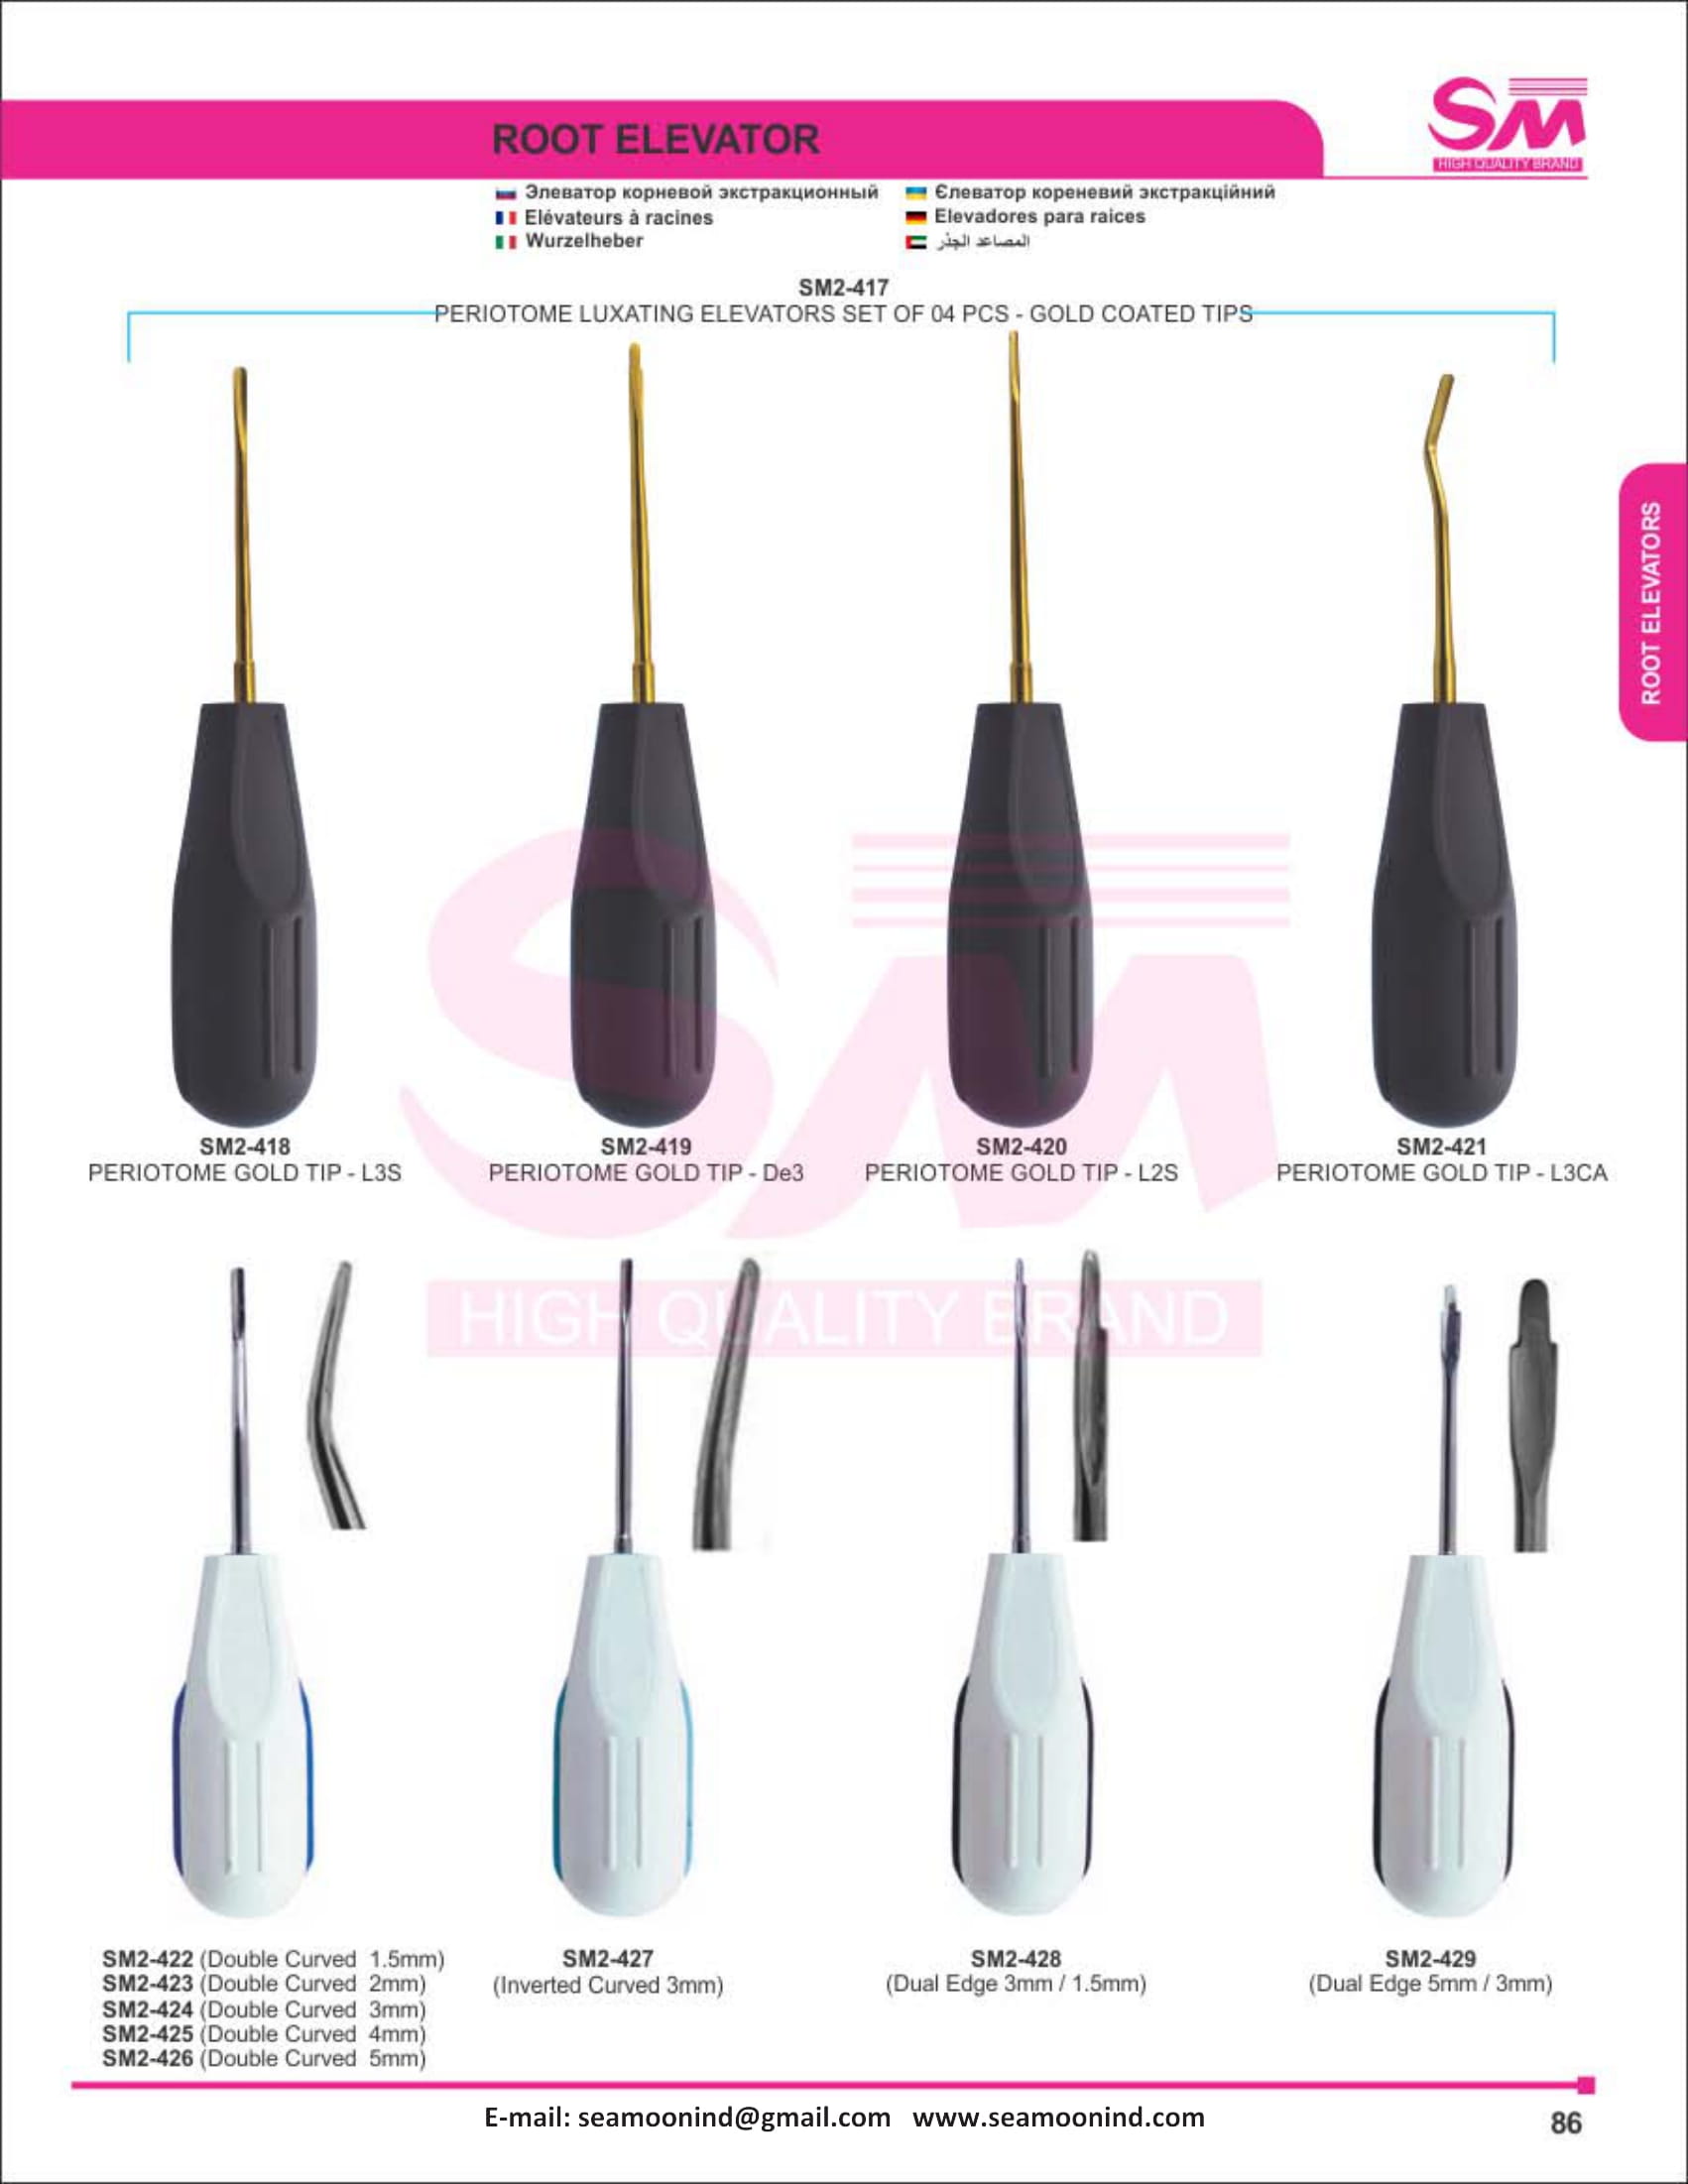 SM
HIGH QUALITY BRAND
ROOT ELEVATOR
Элеватор корневой экстракционный
Єлеватор кореневий экстракційний
Elévateurs à racines
Elevadores para raices
Wurzelheber
المصاعد الجذر
SM2-417
PERIOTOME LUXATING ELEVATORS SET OF 04 PCS - GOLD COATED TIPS
ROOT ELEVATORS
SM2-418
PERIOTOME GOLD TIP - L3S
SM2-419
PERIOTOME GOLD TIP - De3
SM2-420
PERIOTOME GOLD TIP - L2S
SM2-421
PERIOTOME GOLD TIP - L3CA
SM
HIGH QUALITY BRAND
SM2-422 (Double Curved 1.5mm)
SM2-423 (Double Curved 2mm)
SM2-424 (Double Curved 3mm)
SM2-425 (Double Curved 4mm)
SM2-426 (Double Curved 5mm)
SM2-427
(Inverted Curved 3mm)
SM2-428
(Dual Edge 3mm / 1.5mm)
SM2-429
(Dual Edge 5mm / 3mm)
E-mail: seamoonind@gmail.com www.seamoonind.com
86